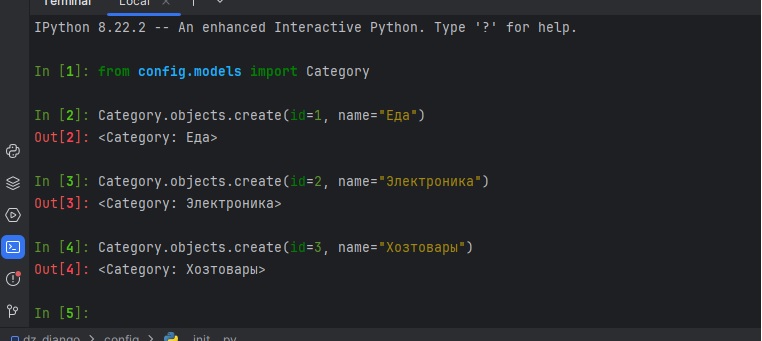 Terminal Local
IPython 8.22.2 -- An enhanced Interactive Python. Type '?' for help.
In [1]: from config.models import Category
In [2]: Category.objects.create(id=1, name="Еда")
Out[2]: <Category: Еда>
In [3]: Category.objects.create(id=2, name="Электроника")
Out[3]: <Category: Электроника>
In [4]: Category.objects.create(id=3, name="Хозтовары")
Out[4]: <Category: Хозтовары>
In [5]:
dz_django > config > __init__.py